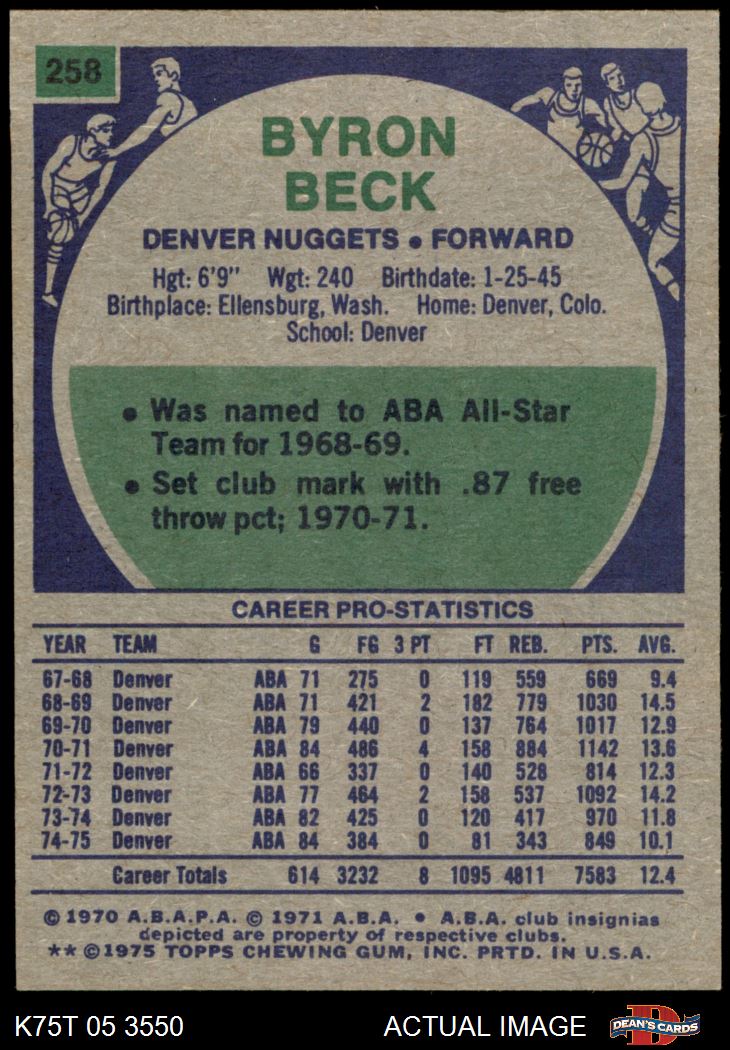 258
BYRON
BECK
DENVER NUGGETS • FORWARD
Hgt: 6'9" Wgt: 240 Birthdate: 1-25-45
Birthplace: Ellensburg, Wash. Home: Denver, Colo.
School: Denver
• Was named to ABA All-Star
Team for 1968-69.
• Set club mark with .87 free
throw pct; 1970-71.
CAREER PRO-STATISTICS
YEAR TEAM G FG 3 PT FT REB. PTS. AVG.
67-68 Denver ABA 71 275 0 119 559 669 9.4
68-69 Denver ABA 71 421 2 182 779 1030 14.5
69-70 Denver ABA 79 440 0 137 764 1017 12.9
70-71 Denver ABA 84 486 4 158 884 1142 13.6
71-72 Denver ABA 66 337 0 140 528 814 12.3
72-73 Denver ABA 77 464 2 158 537 1092 14.2
73-74 Denver ABA 82 425 0 120 417 970 11.8
74-75 Denver ABA 84 384 0 81 343 849 10.1
Career Totals 614 3232 8 1095 4811 7583 12.4
© 1970 A.B.A.P.A. © 1971 A.B.A. • A.B.A. club insignias
depicted are property of respective clubs.
** © 1975 TOPPS CHEWING GUM, INC. PRTD. IN U.S.A.
K75T 05 3550 ACTUAL IMAGE
D
DEAN'S CARDS